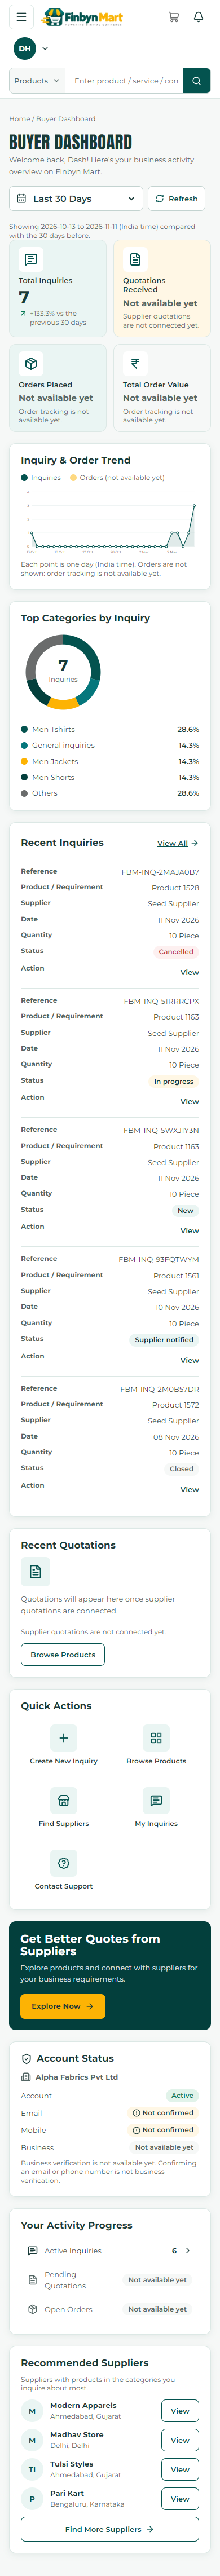 FinbynMart
DH
Products
Enter product / service / con
Home / Buyer Dashboard
BUYER DASHBOARD
Welcome back, Dash! Here's your business activity
overview on Finbyn Mart.
Last 30 Days
Refresh
Showing 2026-10-13 to 2026-11-11 (India time) compared
with the 30 days before.
Total Inquiries
7
+133.3% vs the
previous 30 days
Quotations
Received
Not available yet
Supplier quotations
are not connected yet.
Orders Placed
Not available yet
Order tracking is not
available yet.
Total Order Value
Not available yet
Order tracking is not
available yet.
Inquiry & Order Trend
Inquiries
Orders (not available yet)
Each point is one day (India time). Orders are not
shown: order tracking is not available yet.
Top Categories by Inquiry
7
Inquiries
Men Tshirts 28.6%
General inquiries 14.3%
Men Jackets 14.3%
Men Shorts 14.3%
Others 28.6%
Recent Inquiries
View All
Reference FBM-INQ-2MAJA0B7
Product / Requirement Product 1528
Supplier Seed Supplier
Date 11 Nov 2026
Quantity 10 Piece
Status Cancelled
Action View
Reference FBM-INQ-51RRRCPX
Product / Requirement Product 1163
Supplier Seed Supplier
Date 11 Nov 2026
Quantity 10 Piece
Status In progress
Action View
Reference FBM-INQ-5WXJ1Y3N
Product / Requirement Product 1163
Supplier Seed Supplier
Date 11 Nov 2026
Quantity 10 Piece
Status New
Action View
Reference FBM-INQ-93FQTWYM
Product / Requirement Product 1561
Supplier Seed Supplier
Date 10 Nov 2026
Quantity 10 Piece
Status Supplier notified
Action View
Reference FBM-INQ-2M0B57DR
Product / Requirement Product 1572
Supplier Seed Supplier
Date 08 Nov 2026
Quantity 10 Piece
Status Closed
Action View
Recent Quotations
Quotations will appear here once supplier
quotations are connected.
Supplier quotations are not connected yet.
Browse Products
Quick Actions
Create New Inquiry
Browse Products
Find Suppliers
My Inquiries
Contact Support
Get Better Quotes from
Suppliers
Explore products and connect with suppliers for
your business requirements.
Explore Now
Account Status
Alpha Fabrics Pvt Ltd
Account Active
Email Not confirmed
Mobile Not confirmed
Business Not available yet
Business verification is not available yet. Confirming
an email or phone number is not business
verification.
Your Activity Progress
Active Inquiries 6
Pending
Quotations
Not available yet
Open Orders Not available yet
Recommended Suppliers
Suppliers with products in the categories you
inquire about most.
M
Modern Apparels
Ahmedabad, Gujarat
View
M
Madhav Store
Delhi, Delhi
View
TI
Tulsi Styles
Ahmedabad, Gujarat
View
P
Pari Kart
Bengaluru, Karnataka
View
Find More Suppliers